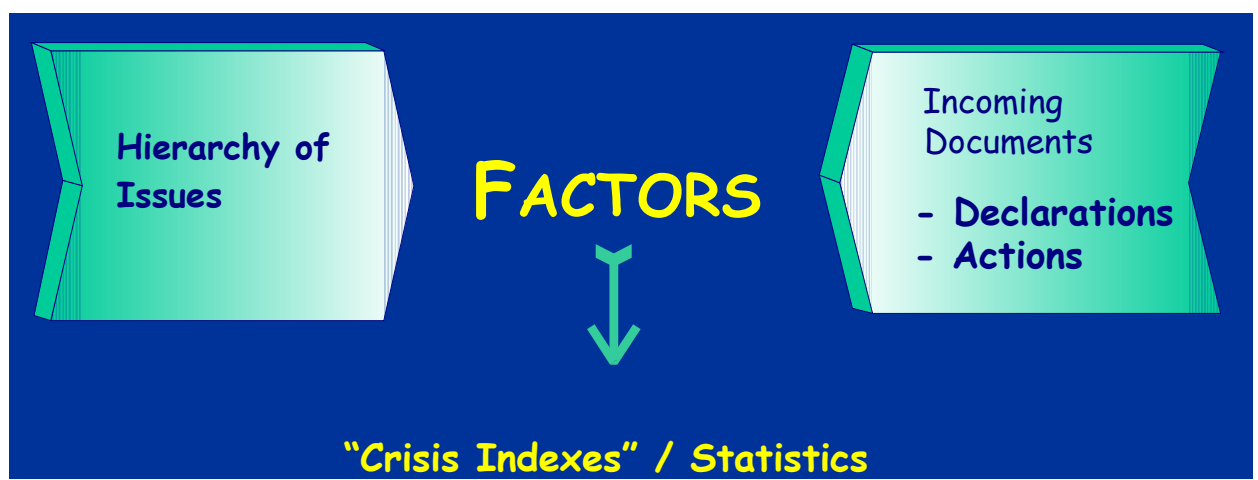 Hierarchy of
Issues
FACTORS
Incoming
Documents
- Declarations
- Actions
“Crisis Indexes” / Statistics